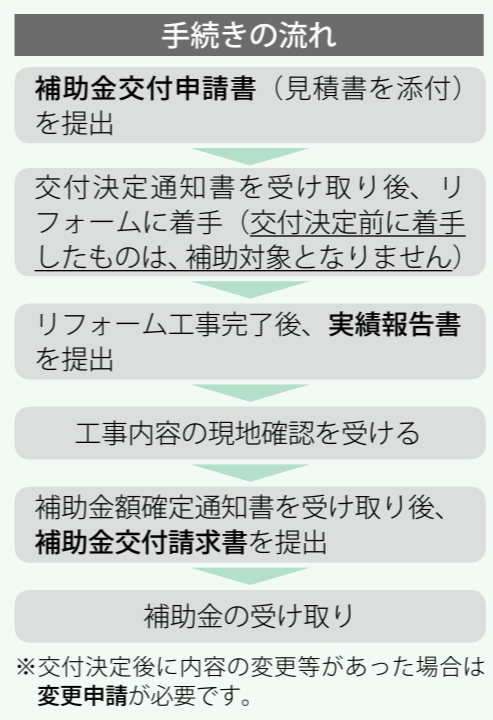 手続きの流れ
補助金交付申請書（見積書を添付）
を提出
交付決定通知書を受け取り後、リ
フォームに着手（交付決定前に着手
したものは、補助対象となりません）
リフォーム工事完了後、実績報告書
を提出
工事内容の現地確認を受ける
補助金額確定通知書を受け取り後、
補助金交付請求書を提出
補助金の受け取り
※交付決定後に内容の変更等があった場合は
変更申請が必要です。